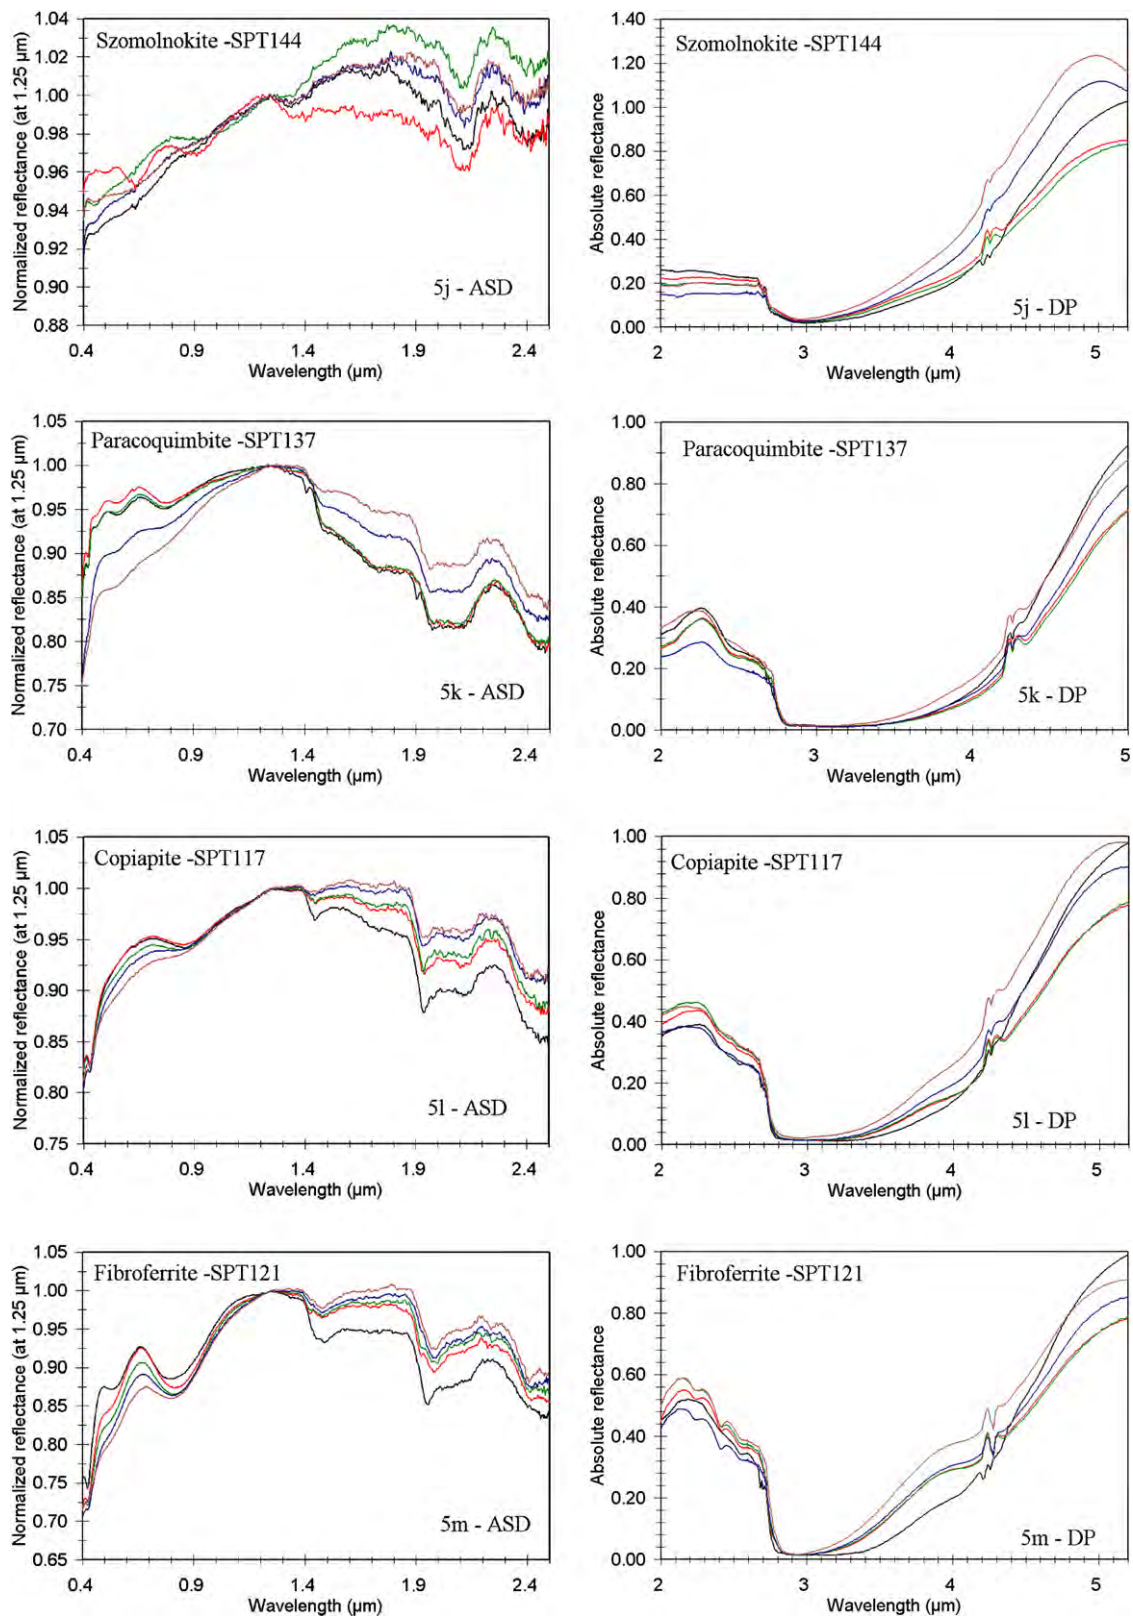 Normalized reflectance (at 1.25 µm)
1.04
1.02
1.00
0.98
0.96
0.94
0.92
0.90
0.88
Szomolnokite -SPT144
5j - ASD
0.4 0.9 1.4 1.9 2.4
Wavelength (µm)
Absolute reflectance
1.40
1.20
1.00
0.80
0.60
0.40
0.20
0.00
Szomolnokite -SPT144
5j - DP
2 3 4 5
Wavelength (µm)
Normalized reflectance (at 1.25 µm)
1.05
1.00
0.95
0.90
0.85
0.80
0.75
0.70
Paracoquimbite -SPT137
5k - ASD
0.4 0.9 1.4 1.9 2.4
Wavelength (µm)
Absolute reflectance
1.00
0.80
0.60
0.40
0.20
0.00
Paracoquimbite -SPT137
5k - DP
2 3 4 5
Wavelength (µm)
Normalized reflectance (at 1.25 µm)
1.05
1.00
0.95
0.90
0.85
0.80
0.75
Copiapite -SPT117
5l - ASD
0.4 0.9 1.4 1.9 2.4
Wavelength (µm)
Absolute reflectance
1.00
0.80
0.60
0.40
0.20
0.00
Copiapite -SPT117
5l - DP
2 3 4 5
Wavelength (µm)
Normalized reflectance (at 1.25 µm)
1.05
1.00
0.95
0.90
0.85
0.80
0.75
0.70
0.65
Fibroferrite -SPT121
5m - ASD
0.4 0.9 1.4 1.9 2.4
Wavelength (µm)
Absolute reflectance
1.00
0.80
0.60
0.40
0.20
0.00
Fibroferrite -SPT121
5m - DP
2 3 4 5
Wavelength (µm)